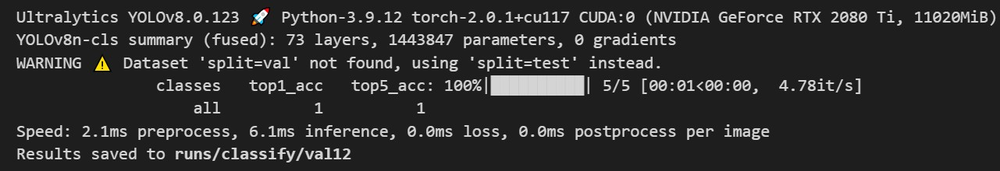 Ultralytics YOLOv8.0.123 🚀 Python-3.9.12 torch-2.0.1+cu117 CUDA:0 (NVIDIA GeForce RTX 2080 Ti, 11020MiB)
YOLOv8n-cls summary (fused): 73 layers, 1443847 parameters, 0 gradients
WARNING ⚠️ Dataset 'split=val' not found, using 'split=test' instead.
classes top1_acc top5_acc: 100%|██████████| 5/5 [00:01<00:00, 4.78it/s]
all 1 1
Speed: 2.1ms preprocess, 6.1ms inference, 0.0ms loss, 0.0ms postprocess per image
Results saved to runs/classify/val12